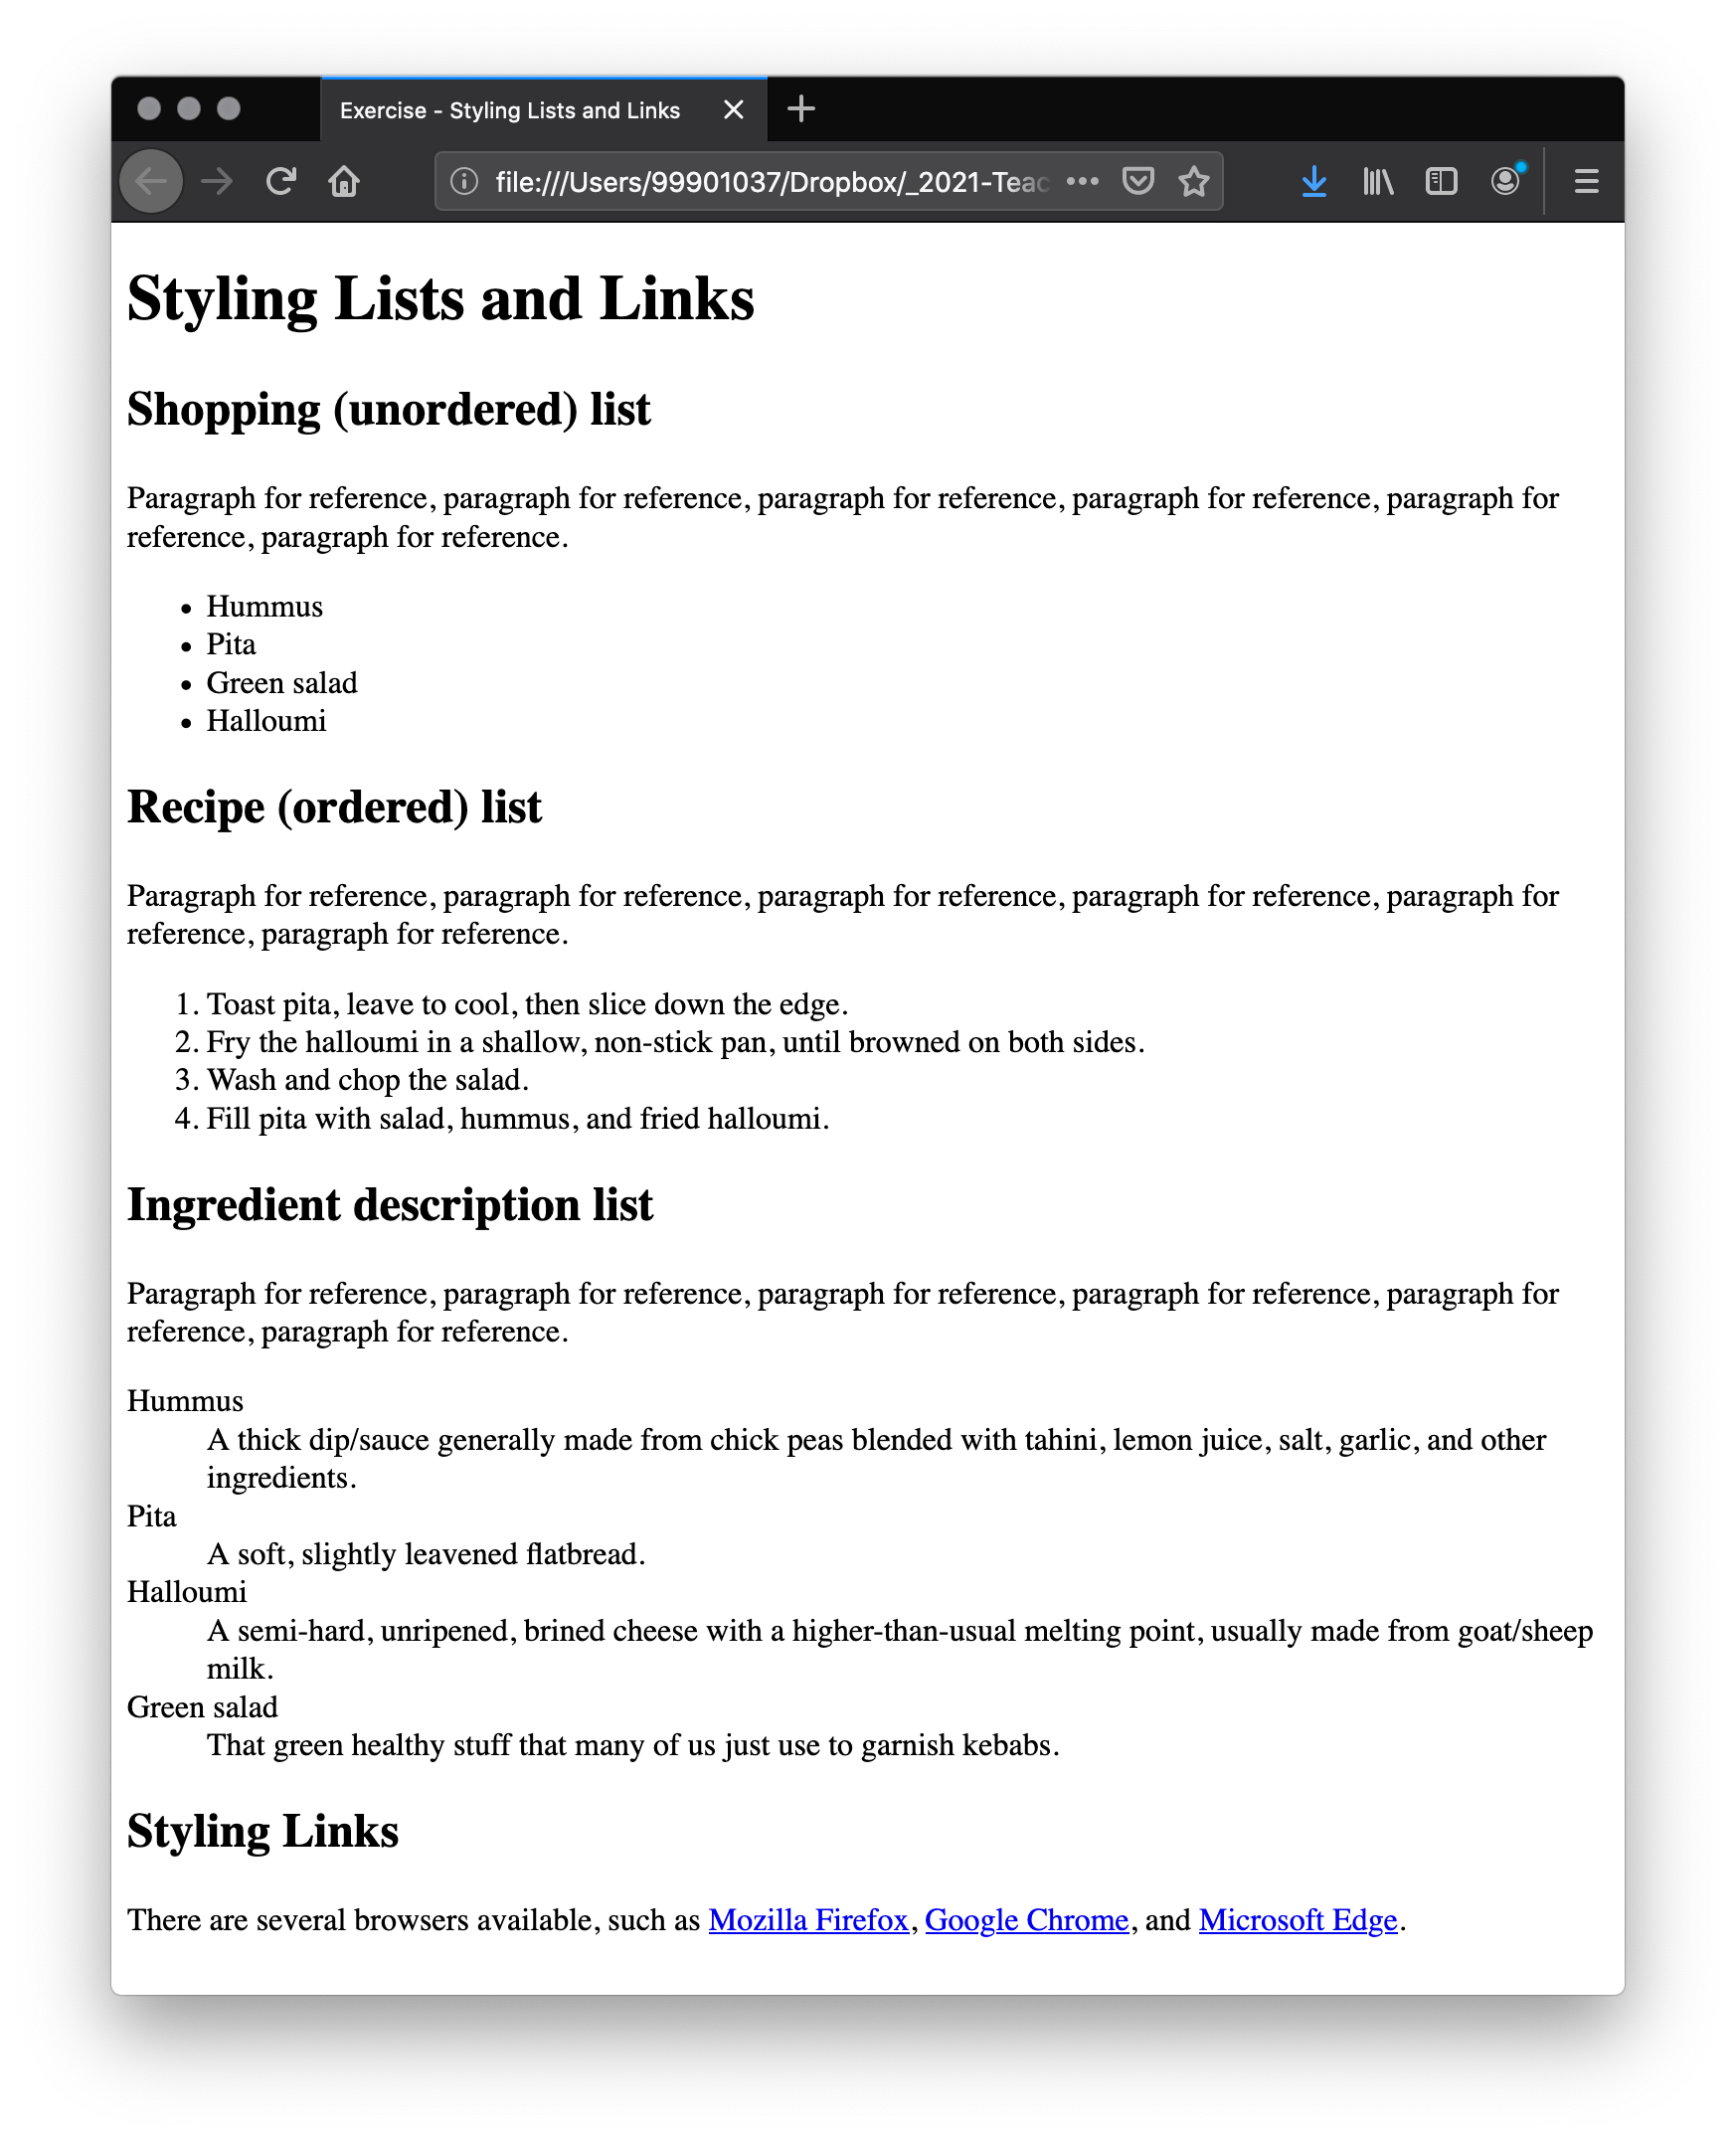 Exercise - Styling Lists and Links
file:///Users/99901037/Dropbox/_2021-Teac
Styling Lists and Links
Shopping (unordered) list
Paragraph for reference, paragraph for reference, paragraph for reference, paragraph for reference, paragraph for
reference, paragraph for reference.
• Hummus
• Pita
• Green salad
• Halloumi
Recipe (ordered) list
Paragraph for reference, paragraph for reference, paragraph for reference, paragraph for reference, paragraph for
reference, paragraph for reference.
1. Toast pita, leave to cool, then slice down the edge.
2. Fry the halloumi in a shallow, non-stick pan, until browned on both sides.
3. Wash and chop the salad.
4. Fill pita with salad, hummus, and fried halloumi.
Ingredient description list
Paragraph for reference, paragraph for reference, paragraph for reference, paragraph for reference, paragraph for
reference, paragraph for reference.
Hummus
A thick dip/sauce generally made from chick peas blended with tahini, lemon juice, salt, garlic, and other
ingredients.
Pita
A soft, slightly leavened flatbread.
Halloumi
A semi-hard, unripened, brined cheese with a higher-than-usual melting point, usually made from goat/sheep
milk.
Green salad
That green healthy stuff that many of us just use to garnish kebabs.
Styling Links
There are several browsers available, such as Mozilla Firefox, Google Chrome, and Microsoft Edge.